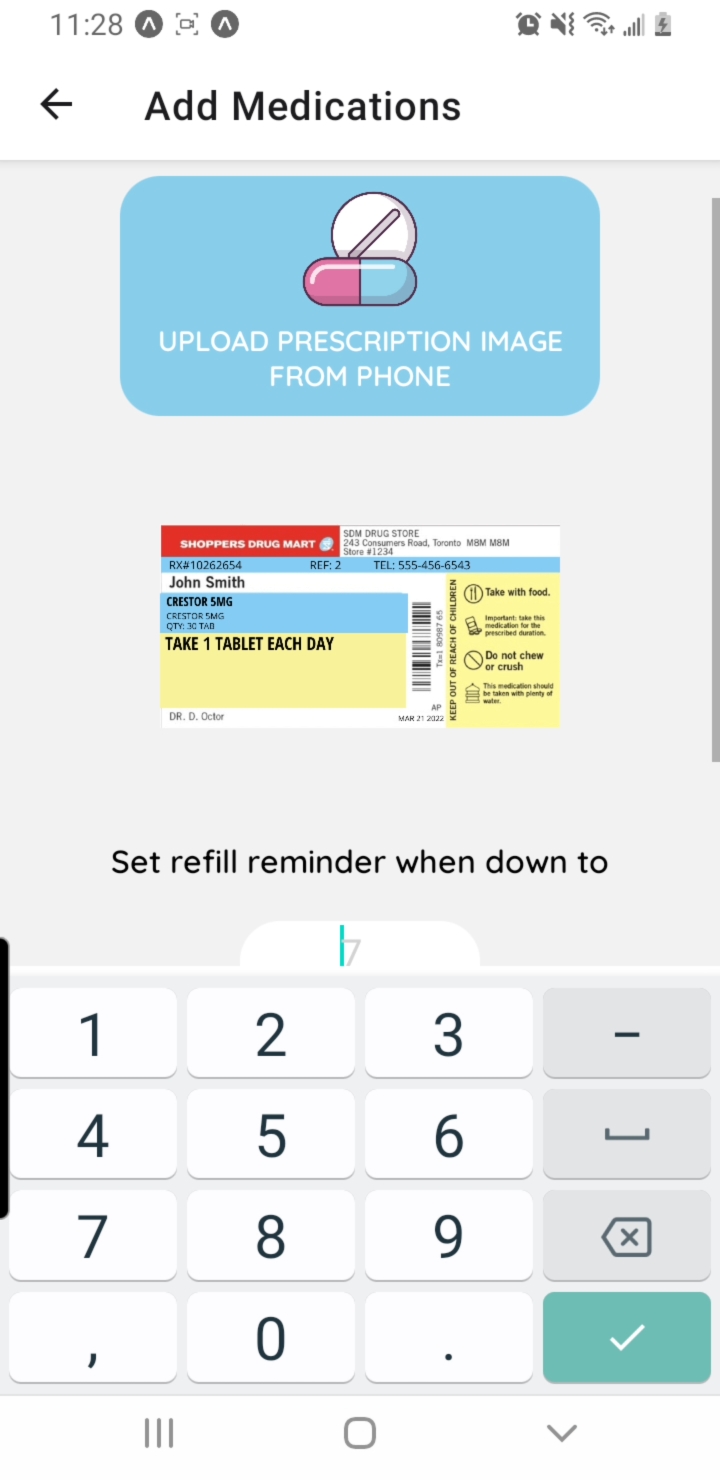 11:28
Add Medications
UPLOAD PRESCRIPTION IMAGE
FROM PHONE
SHOPPERS DRUG MART
SDM DRUG STORE
243 Consumers Road, Toronto M8M M8M
Store #1234
RX#10262654 REF: 2 TEL: 555-456-6543
John Smith
CRESTOR 5MG
CRESTOR 5MG
QTY: 30 TAB
TAKE 1 TABLET EACH DAY
DR. D. Octor
Tx=1 80987 65
AP
MAR 21 2022
KEEP OUT OF REACH OF CHILDREN
Take with food.
Important: take this
medication for the
prescribed duration.
Do not chew
or crush
This medication should
be taken with plenty of
water.
Set refill reminder when down to
7
1 2 3 –
4 5 6
7 8 9
, 0 .